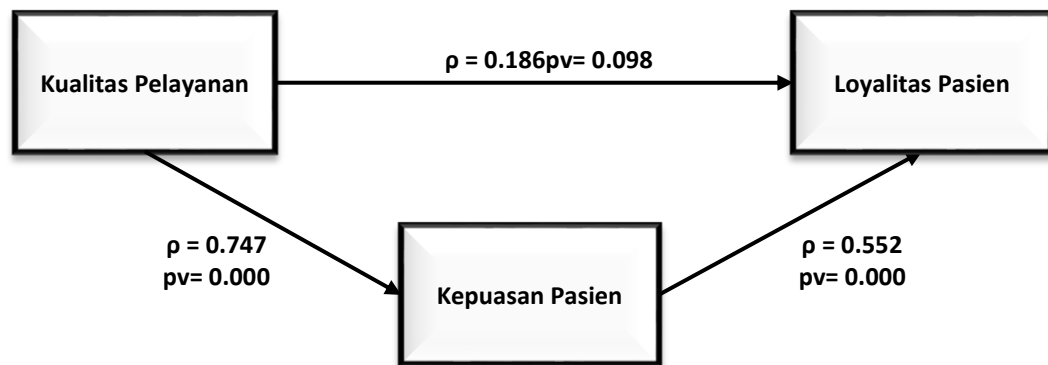 ρ = 0.186pv= 0.098
Kualitas Pelayanan
Loyalitas Pasien
ρ = 0.747
pv= 0.000
ρ = 0.552
pv= 0.000
Kepuasan Pasien